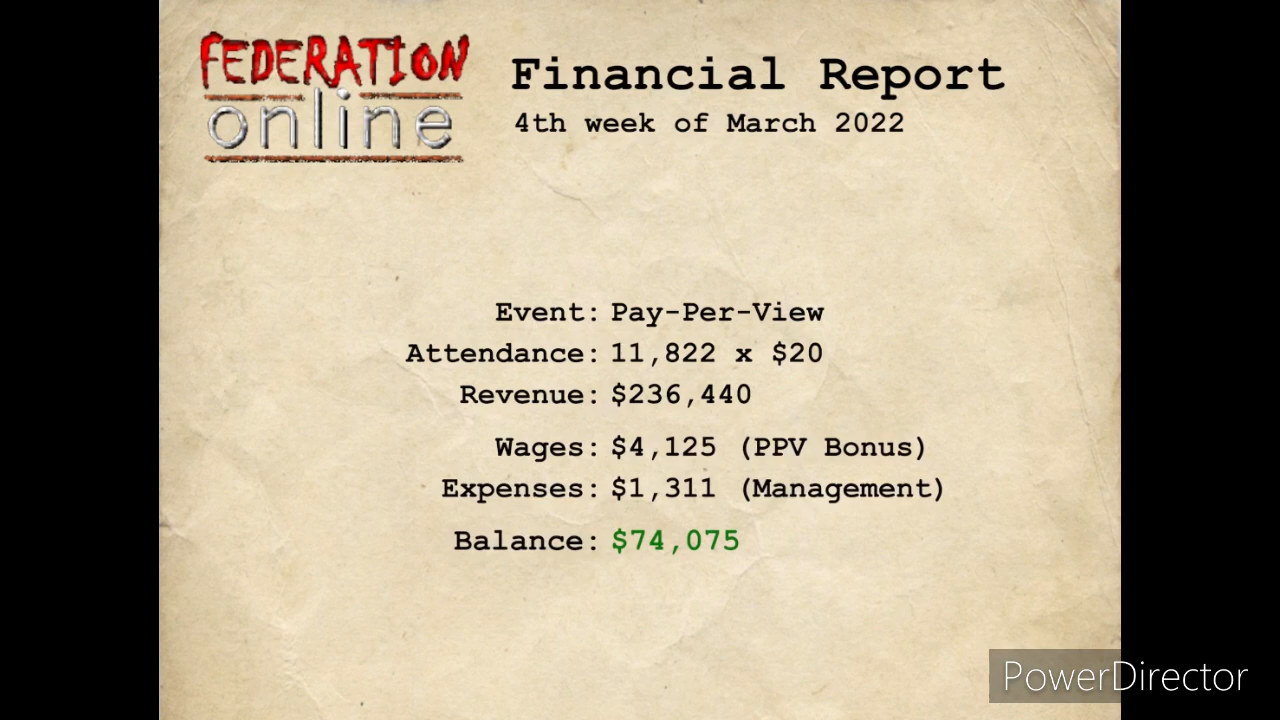 FEDERATION
online
Financial Report
4th week of March 2022
Event: Pay-Per-View
Attendance: 11,822 x $20
Revenue: $236,440
Wages: $4,125 (PPV Bonus)
Expenses: $1,311 (Management)
Balance: $74,075
PowerDirector